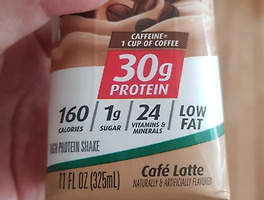 CAFFEINE=
1 CUP OF COFFEE
30g
PROTEIN
160 CALORIES
1g SUGAR
24 VITAMINS & MINERALS
LOW FAT
HIGH PROTEIN SHAKE
Café Latte
NATURALLY & ARTIFICIALLY FLAVORED
11 FL OZ (325mL)